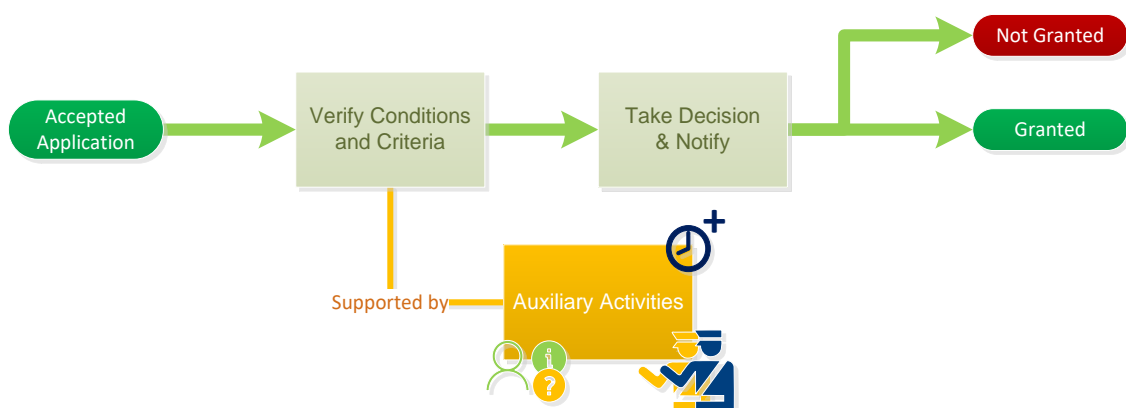 Not Granted
Accepted
Application
Verify Conditions
and Criteria
Take Decision
& Notify
Granted
Supported by
Auxiliary Activities
i
?